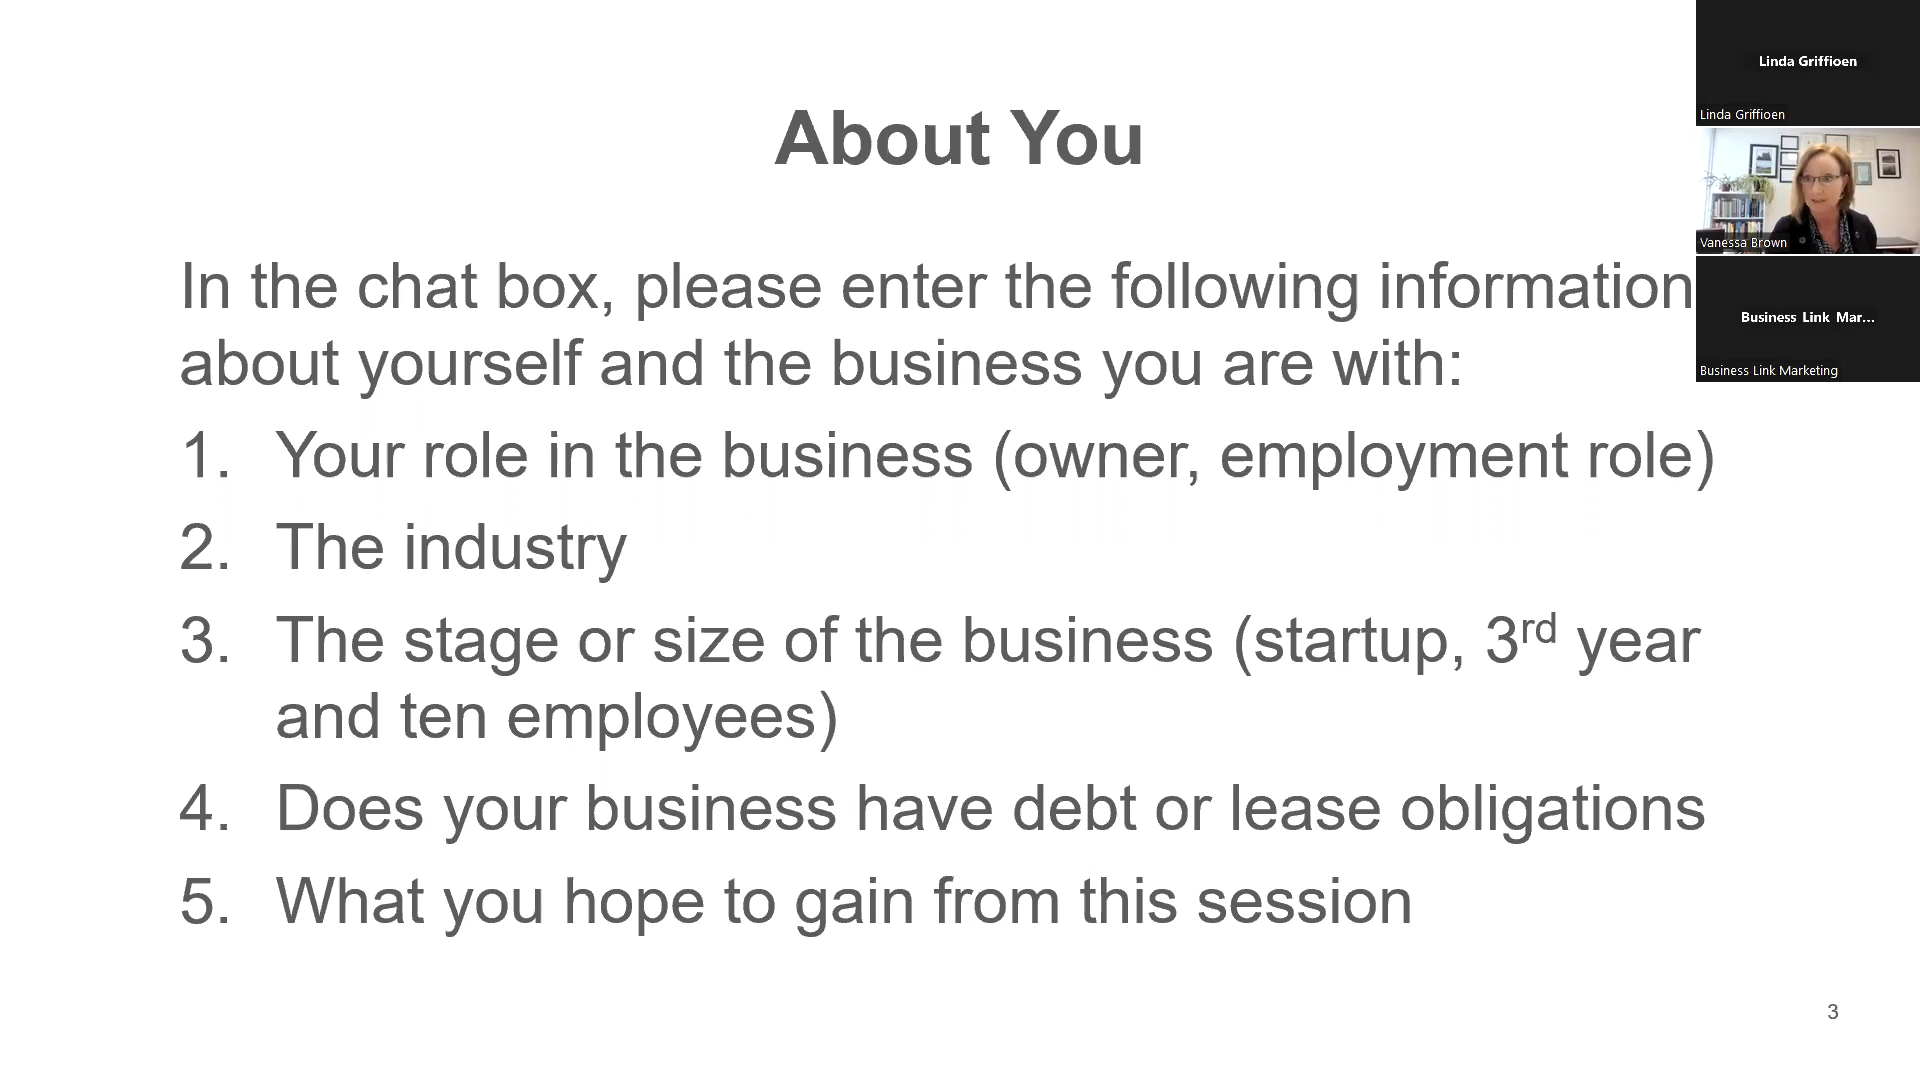 About You
In the chat box, please enter the following information
about yourself and the business you are with:
1. Your role in the business (owner, employment role)
2. The industry
3. The stage or size of the business (startup, 3rd year
and ten employees)
4. Does your business have debt or lease obligations
5. What you hope to gain from this session
3
Linda Griffioen
Linda Griffioen
Vanessa Brown
Business Link Mar...
Business Link Marketing